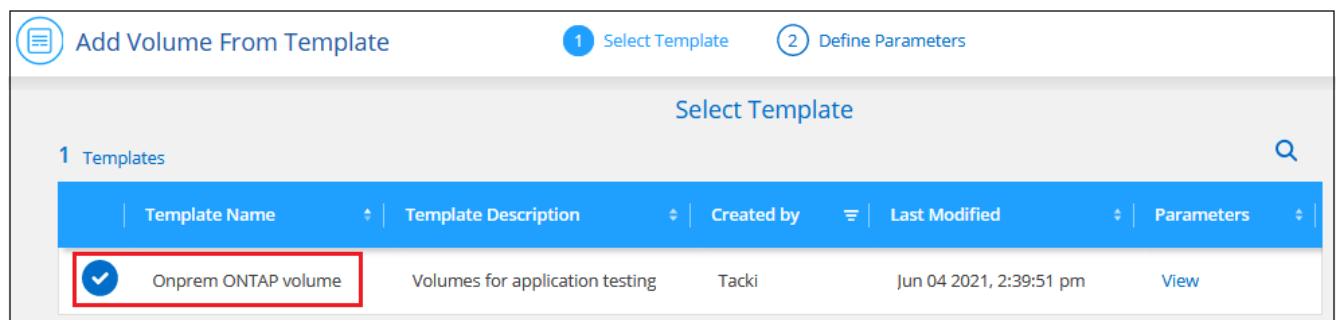 Add Volume From Template
1 Select Template
2 Define Parameters
Select Template
1 Templates
Template Name Template Description Created by Last Modified Parameters
Onprem ONTAP volume Volumes for application testing Tacki Jun 04 2021, 2:39:51 pm View